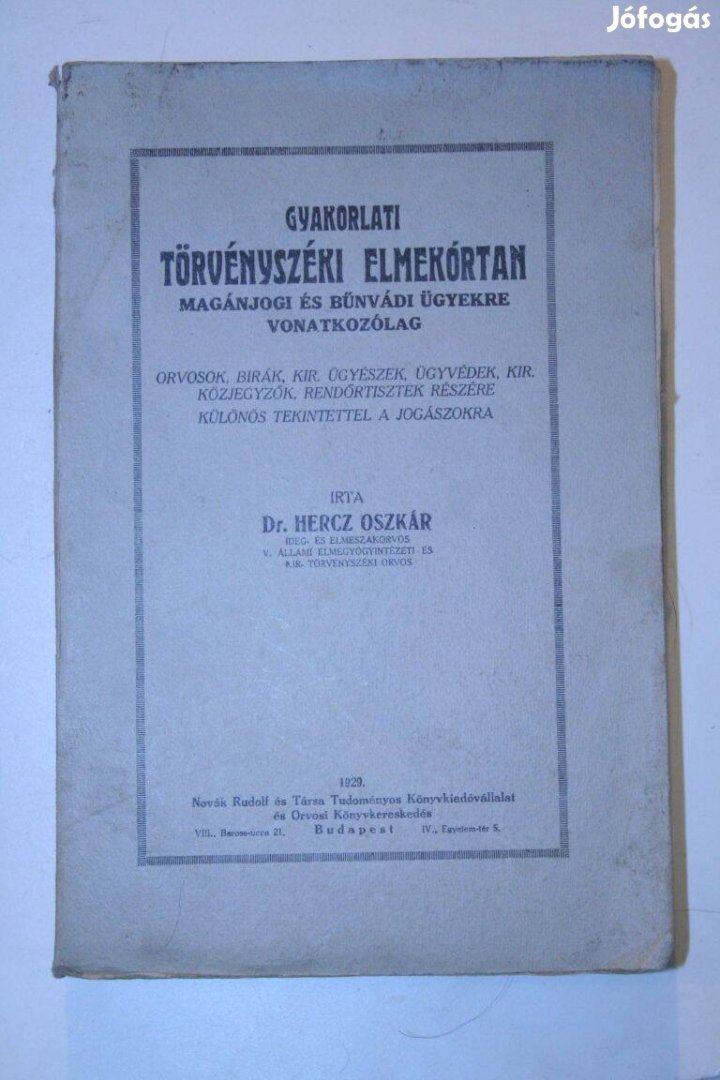 Jófogás
GYAKORLATI
TÖRVÉNYSZÉKI ELMEKÓRTAN
MAGÁNJOGI ÉS BŰNVÁDI ÜGYEKRE
VONATKOZÓLAG
ORVOSOK, BIRÁK, KIR. ÜGYÉSZEK, ÜGYVÉDEK, KIR.
KÖZJEGYZŐK, RENDŐRTISZTEK RÉSZÉRE
KÜLÖNÖS TEKINTETTEL A JOGÁSZOKRA
IRTA
Dr. HERCZ OSZKÁR
IDEG- ÉS ELMESZAKORVOS
V. ÁLLAMI ELMEGYÓGYINTÉZETI ÉS
KIR. TÖRVÉNYSZÉKI ORVOS
1929.
Novák Rudolf és Társa Tudományos Könyvkiadóvállalat
és Orvosi Könyvkereskedés
VIII., Baross-ucca 21. Budapest IV., Egyetem-tér 5.